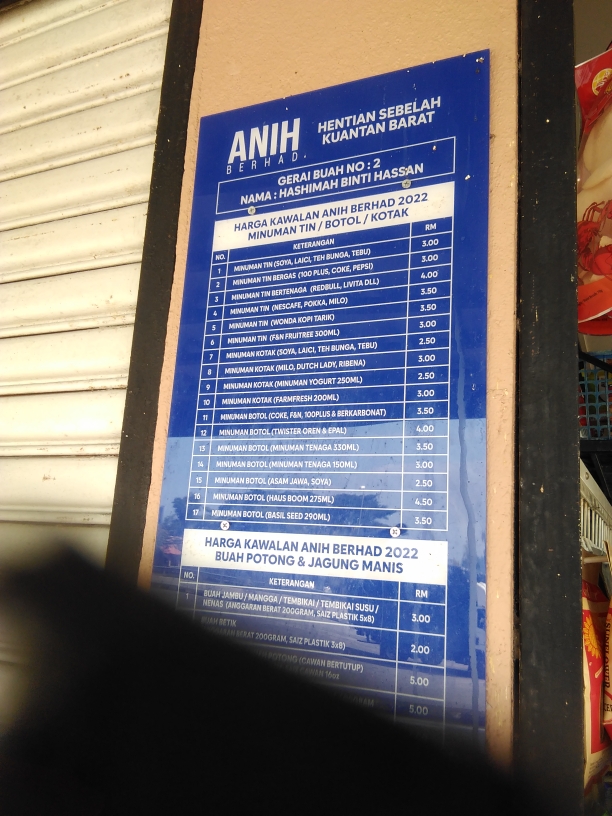 ANIH
BERHAD.
HENTIAN SEBELAH
KUANTAN BARAT
GERAI BUAH NO : 2
NAMA : HASHIMAH BINTI HASSAN
HARGA KAWALAN ANIH BERHAD 2022
MINUMAN TIN / BOTOL / KOTAK
NO. KETERANGAN RM
1 MINUMAN TIN (SOYA, LAICI, TEH BUNGA, TEBU) 3.00
2 MINUMAN TIN BERGAS (100 PLUS, COKE, PEPSI) 3.00
3 MINUMAN TIN BERTENAGA (REDBULL, LIVITA DLL) 4.00
4 MINUMAN TIN (NESCAFE, POKKA, MILO) 3.50
5 MINUMAN TIN (WONDA KOPI TARIK) 3.50
6 MINUMAN TIN (F&N FRUITREE 300ML) 3.00
7 MINUMAN KOTAK (SOYA, LAICI, TEH BUNGA, TEBU) 2.50
8 MINUMAN KOTAK (MILO, DUTCH LADY, RIBENA) 3.00
9 MINUMAN KOTAK (MINUMAN YOGURT 250ML) 2.50
10 MINUMAN KOTAK (FARMFRESH 200ML) 3.00
11 MINUMAN BOTOL (COKE, F&N, 100PLUS & BERKARBONAT) 3.50
12 MINUMAN BOTOL (TWISTER OREN & EPAL) 4.00
13 MINUMAN BOTOL (MINUMAN TENAGA 330ML) 3.50
14 MINUMAN BOTOL (MINUMAN TENAGA 150ML) 3.00
15 MINUMAN BOTOL (ASAM JAWA, SOYA) 2.50
16 MINUMAN BOTOL (HAUS BOOM 275ML) 4.50
17 MINUMAN BOTOL (BASIL SEED 290ML) 3.50
HARGA KAWALAN ANIH BERHAD 2022
BUAH POTONG & JAGUNG MANIS
NO. KETERANGAN RM
1 BUAH JAMBU / MANGGA / TEMBIKAI / TEMBIKAI SUSU /
NENAS (ANGGARAN BERAT 200GRAM, SAIZ PLASTIK 5x8) 3.00
BUAH BETIK
BERAT 200GRAM, SAIZ PLASTIK 5x8) 2.00
POTONG (CAWAN BERTUTUP)
16oz 5.00
5.00